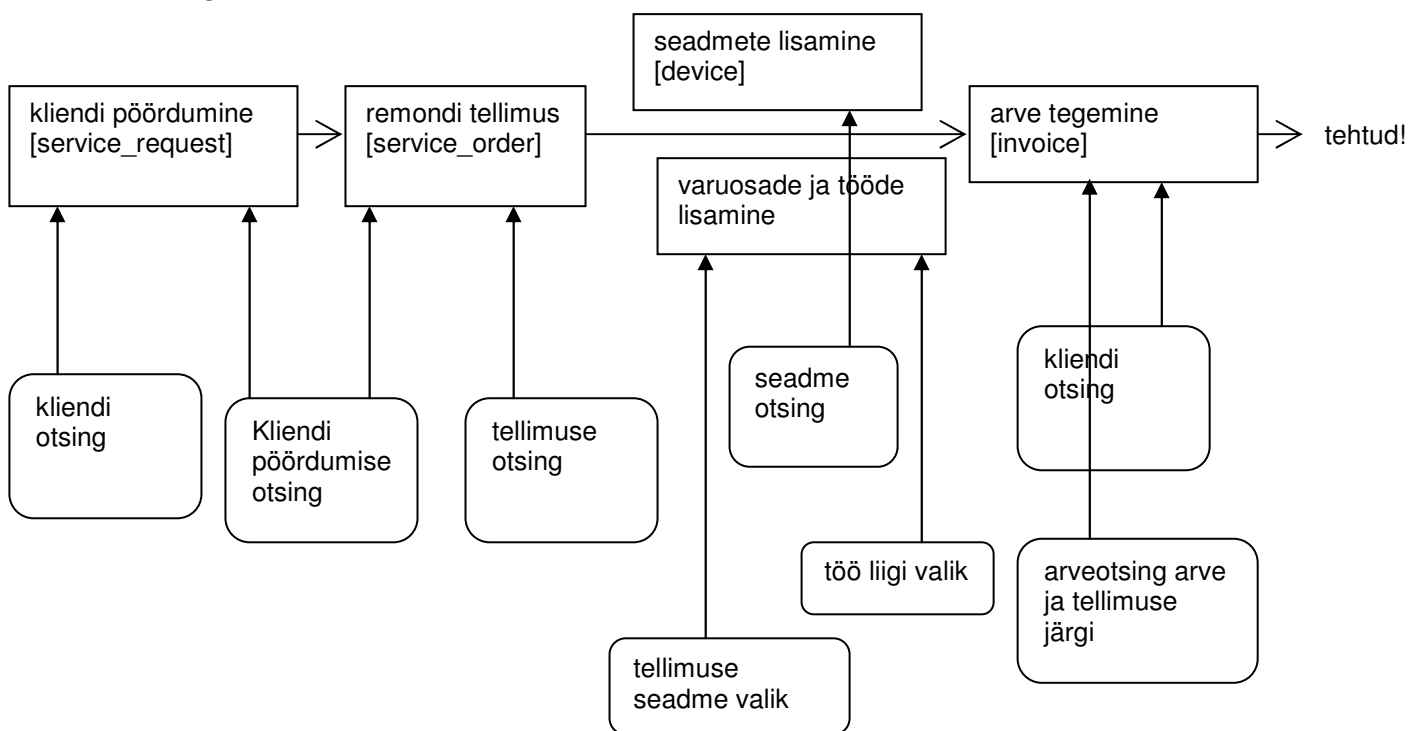 seadmete lisamine
[device]
kliendi pöördumine
[service_request]
remondi tellimus
[service_order]
arve tegemine
[invoice]
tehtud!
varuosade ja tööde
lisamine
kliendi
otsing
Kliendi
pöördumise
otsing
tellimuse
otsing
seadme
otsing
kliendi
otsing
töö liigi valik
arveotsing arve
ja tellimuse
järgi
tellimuse
seadme valik